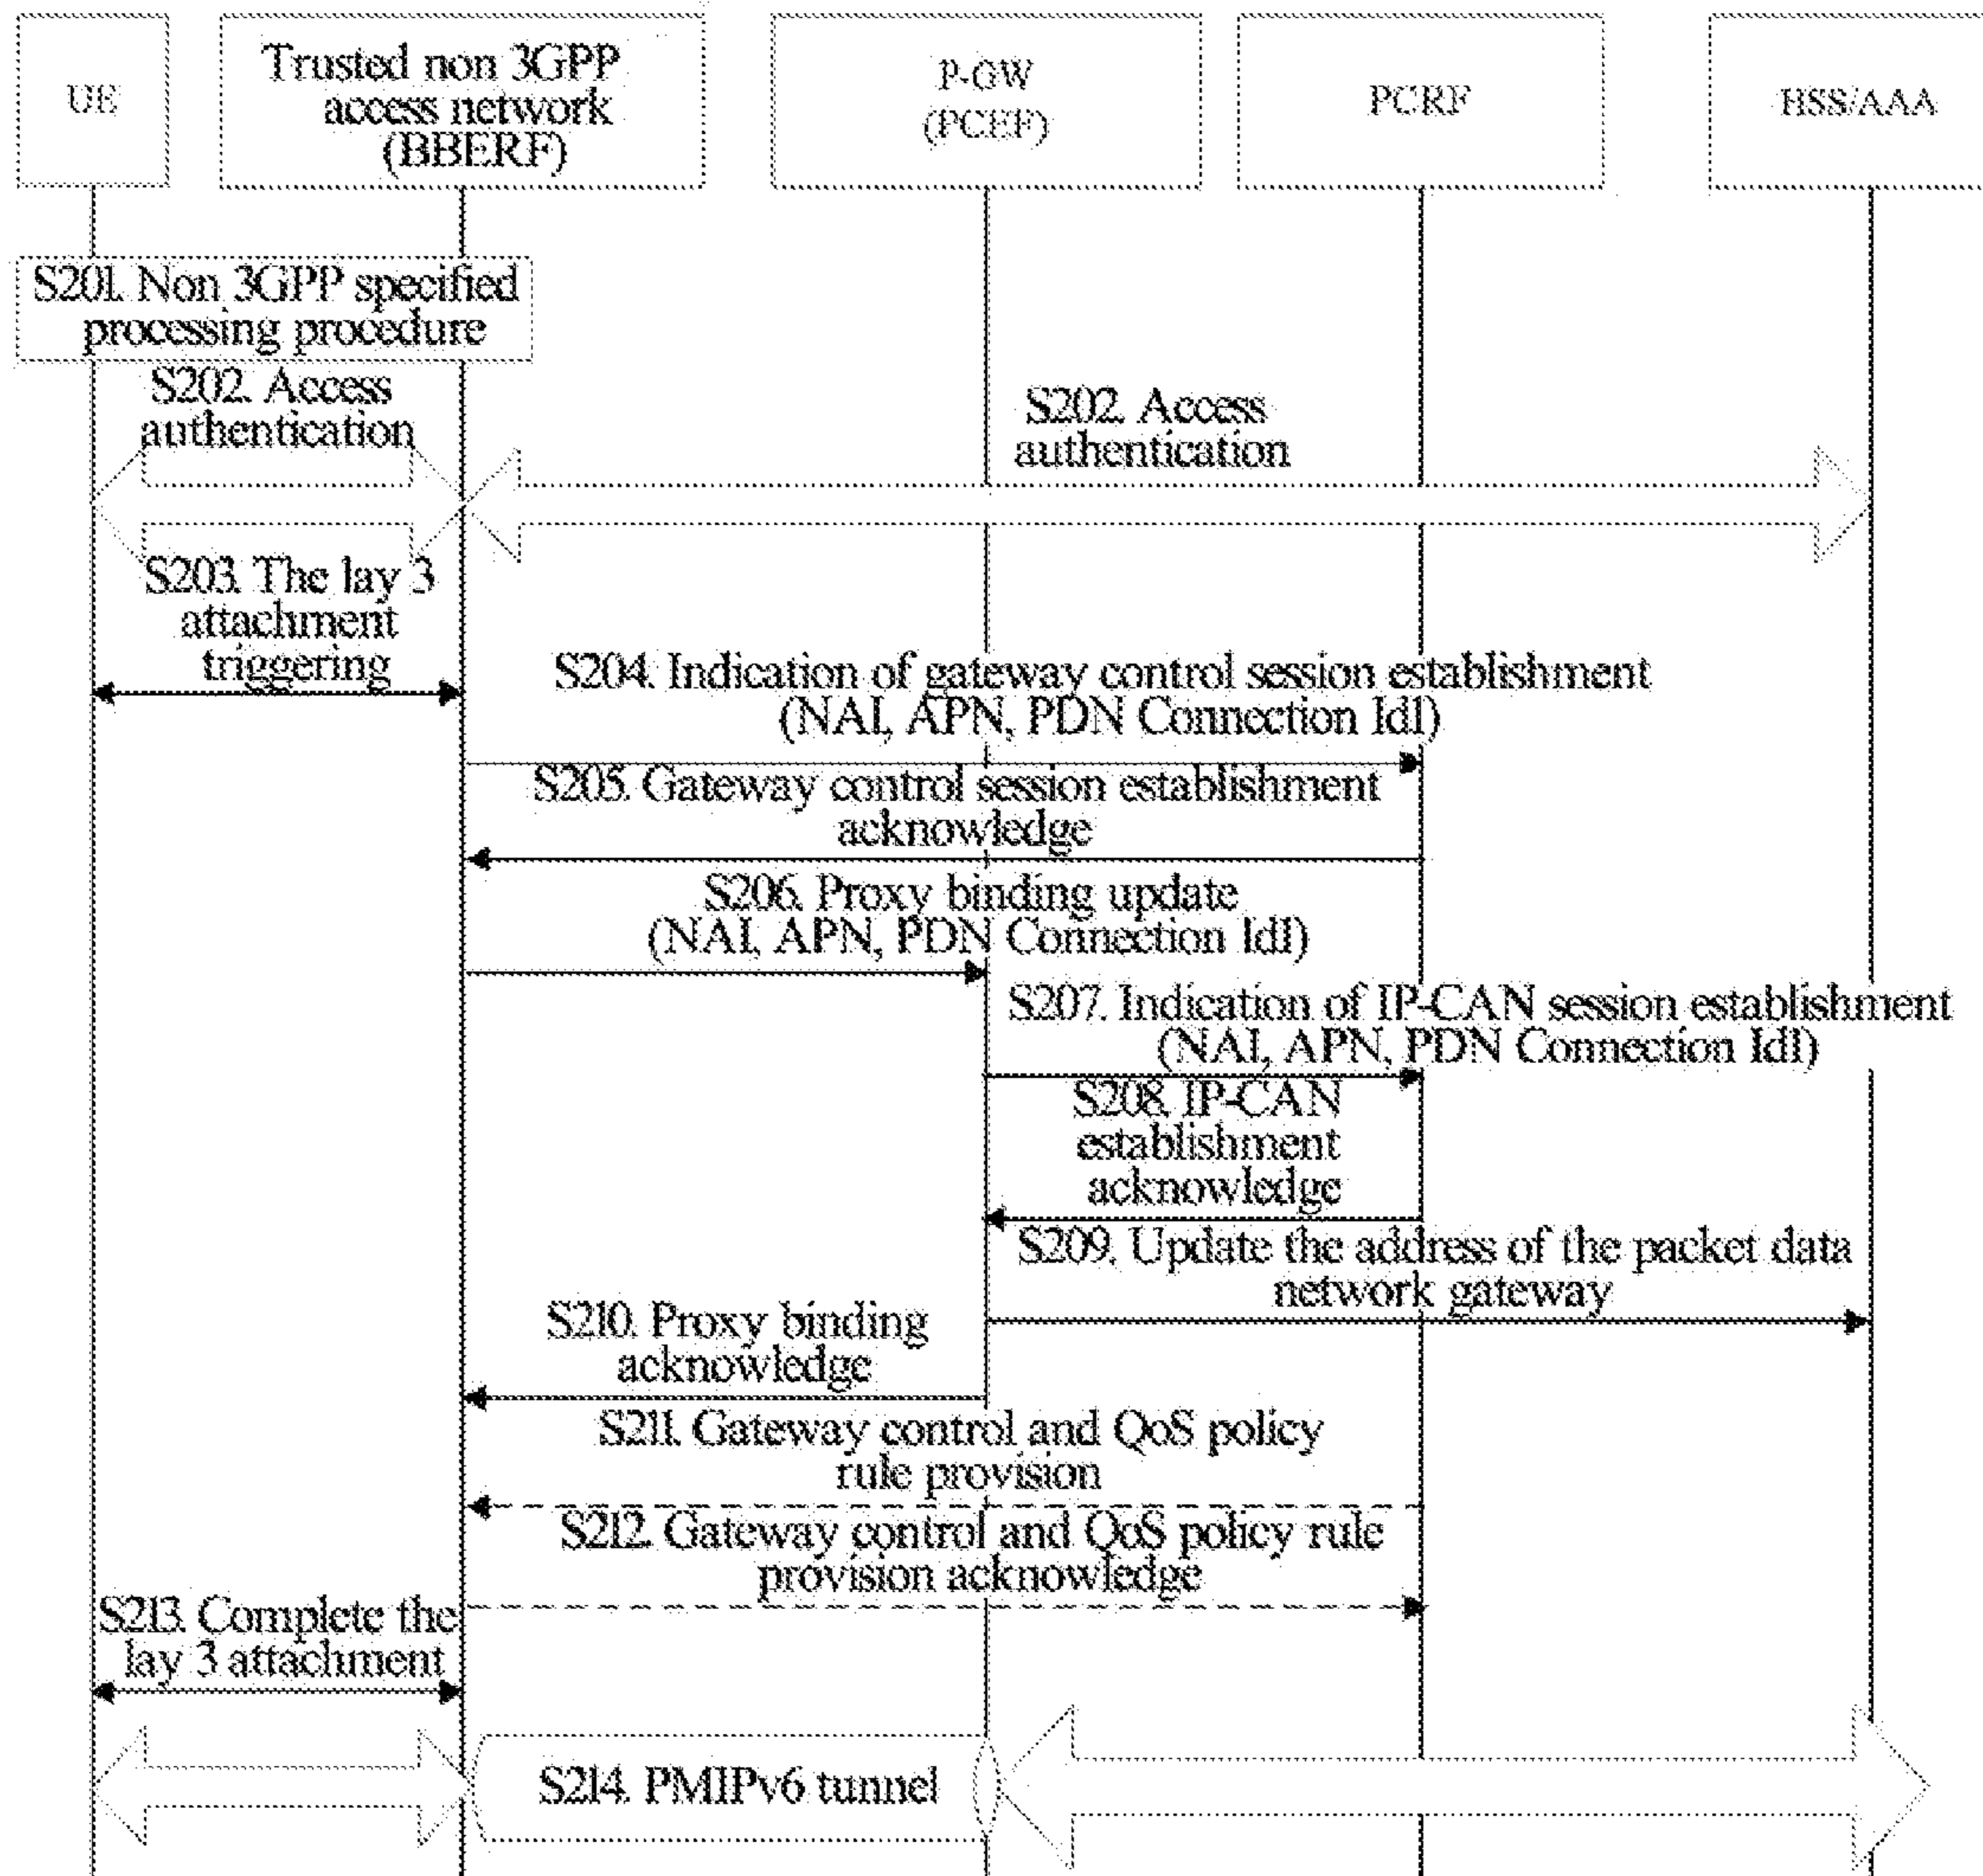 UE
Trusted non 3GPP
access network
(BBERF)
P-GW
(PCEF)
PCRF
HSS/AAA
S201. Non 3GPP specified
processing procedure
S202. Access
authentication
S202. Access
authentication
S203. The lay 3
attachment
triggering
S204. Indication of gateway control session establishment
(NAI, APN, PDN Connection Id1)
S205. Gateway control session establishment
acknowledge
S206. Proxy binding update
(NAI, APN, PDN Connection Id1)
S207. Indication of IP-CAN session establishment
(NAI, APN, PDN Connection Id1)
S208. IP-CAN
establishment
acknowledge
S209. Update the address of the packet data
network gateway
S210. Proxy binding
acknowledge
S211. Gateway control and QoS policy
rule provision
S212. Gateway control and QoS policy rule
provision acknowledge
S213. Complete the
lay 3 attachment
S214. PMIPv6 tunnel